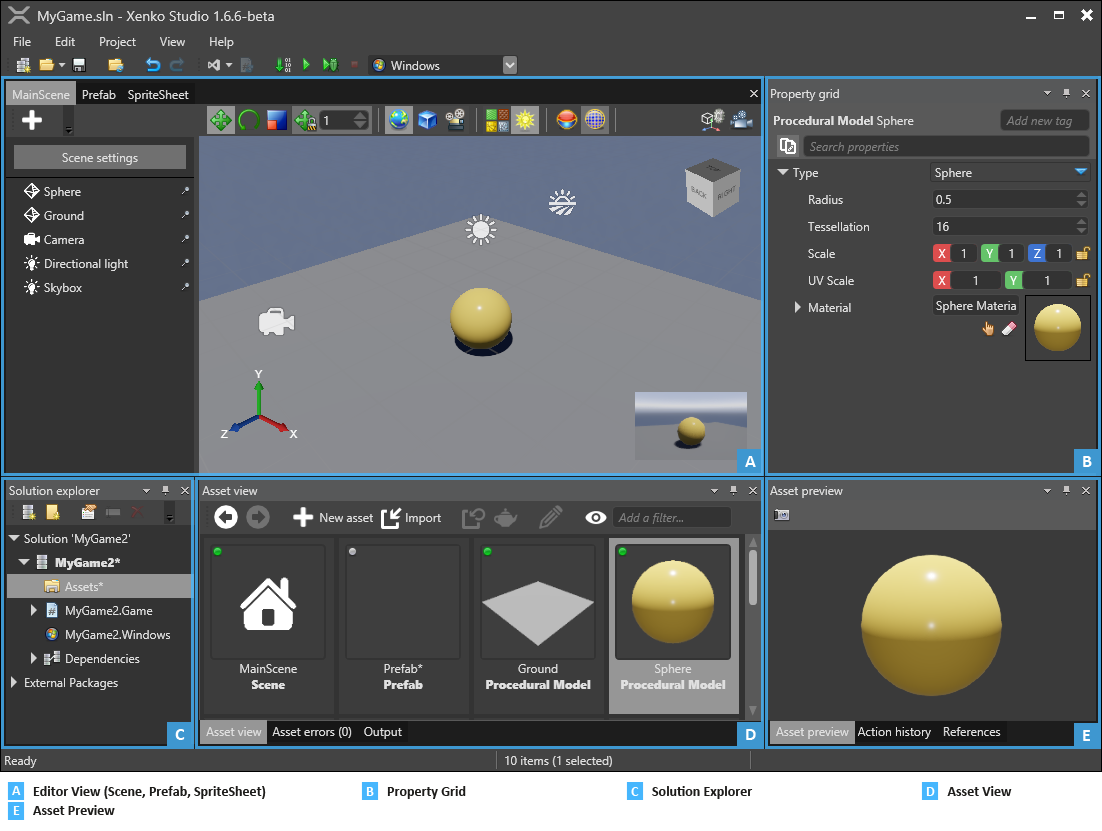 MyGame.sln - Xenko Studio 1.6.6-beta
File Edit Project View Help
Windows
MainScene Prefab SpriteSheet
1
Scene settings
Sphere
Ground
Camera
Directional light
Skybox
TOP
BACK RIGHT
Y
Z X
A
Property grid
Procedural Model Sphere Add new tag
Search properties
Type Sphere
Radius 0.5
Tessellation 16
Scale X 1 Y 1 Z 1
UV Scale X 1 Y 1
Material Sphere Materia
B
Solution explorer
Solution 'MyGame2'
MyGame2*
Assets*
MyGame2.Game
MyGame2.Windows
Dependencies
External Packages
C
Asset view
New asset Import Add a filter...
MainScene
Scene
Prefab*
Prefab
Ground
Procedural Model
Sphere
Procedural Model
Asset view Asset errors (0) Output
D
Asset preview
Asset preview Action history References
E
Ready 10 items (1 selected)
A Editor View (Scene, Prefab, SpriteSheet) B Property Grid C Solution Explorer D Asset View
E Asset Preview